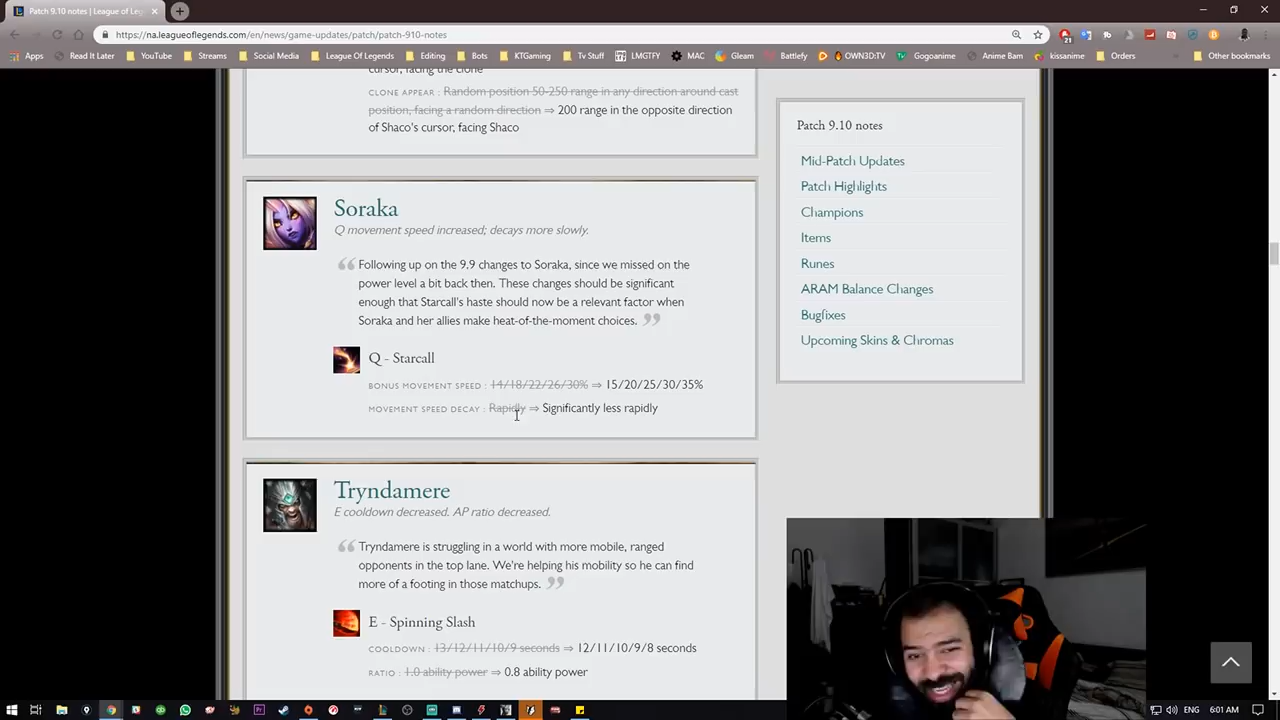 Patch 9.10 notes | League of Leg
https://na.leagueoflegends.com/en/news/game-updates/patch/patch-910-notes
Apps Read It Later YouTube Streams Social Media League Of Legends Editing Bots KTGaming Tv Stuff LMGTFY MAC Gleam Battlefy OWN3D:TV Gogoanime Anime Bam kissanime Orders Other bookmarks
cursor, facing the clone
CLONE APPEAR : Random position 50-250 range in any direction around cast
position, facing a random direction ⇒ 200 range in the opposite direction
of Shaco's cursor, facing Shaco
Soraka
Q movement speed increased; decays more slowly.
Following up on the 9.9 changes to Soraka, since we missed on the
power level a bit back then. These changes should be significant
enough that Starcall's haste should now be a relevant factor when
Soraka and her allies make heat-of-the-moment choices.
Q - Starcall
BONUS MOVEMENT SPEED : 14/18/22/26/30% ⇒ 15/20/25/30/35%
MOVEMENT SPEED DECAY : Rapidly ⇒ Significantly less rapidly
Tryndamere
E cooldown decreased. AP ratio decreased.
Tryndamere is struggling in a world with more mobile, ranged
opponents in the top lane. We're helping his mobility so he can find
more of a footing in those matchups.
E - Spinning Slash
COOLDOWN : 13/12/11/10/9 seconds ⇒ 12/11/10/9/8 seconds
RATIO : 1.0 ability power ⇒ 0.8 ability power
Patch 9.10 notes
Mid-Patch Updates
Patch Highlights
Champions
Items
Runes
ARAM Balance Changes
Bugfixes
Upcoming Skins & Chromas
ENG 6:01 AM